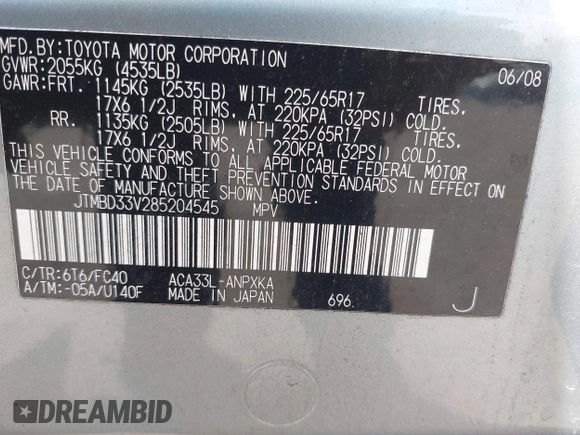 MFD.BY:TOYOTA MOTOR CORPORATION
GVWR:2055KG (4535LB) 06/08
GAWR:FRT. 1145KG (2535LB) WITH 225/65R17 TIRES,
17X6 1/2J RIMS, AT 220KPA (32PSI) COLD.
RR. 1135KG (2505LB) WITH 225/65R17 TIRES,
17X6 1/2J RIMS, AT 220KPA (32PSI) COLD.
THIS VEHICLE CONFORMS TO ALL APPLICABLE FEDERAL MOTOR
VEHICLE SAFETY AND THEFT PREVENTION STANDARDS IN EFFECT ON
THE DATE OF MANUFACTURE SHOWN ABOVE.
JTMBD33V285204545 MPV
C/TR:6T6/FC40 ACA33L-ANPXKA
A/TM:-05A/U140F MADE IN JAPAN 696 J
DREAMBID